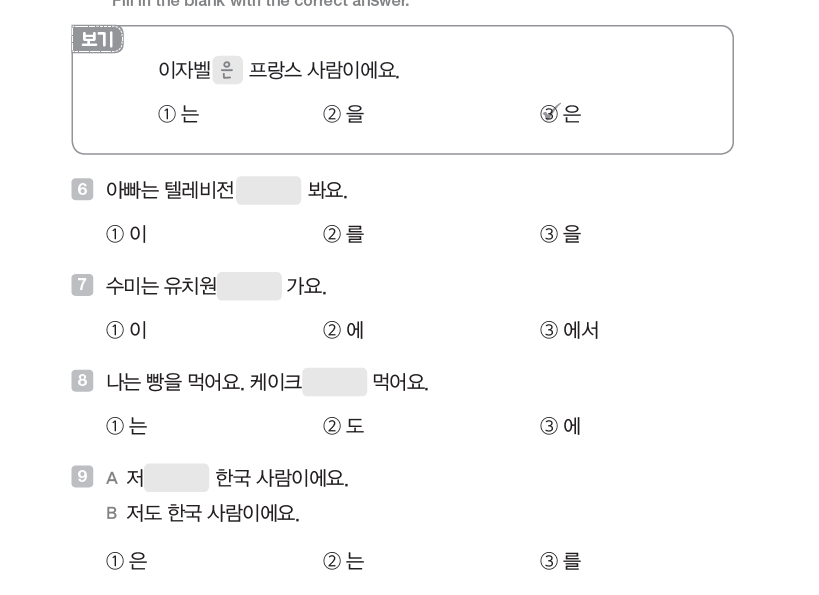 Fill in the blank with the correct answer.
보기
이자벨 은 프랑스 사람이에요.
① 는 ② 을 ③ 은
6 아빠는 텔레비전 봐요.
① 이 ② 를 ③ 을
7 수미는 유치원 가요.
① 이 ② 에 ③ 에서
8 나는 빵을 먹어요. 케이크 먹어요.
① 는 ② 도 ③ 에
9 A 저 한국 사람이에요.
B 저도 한국 사람이에요.
① 은 ② 는 ③ 를